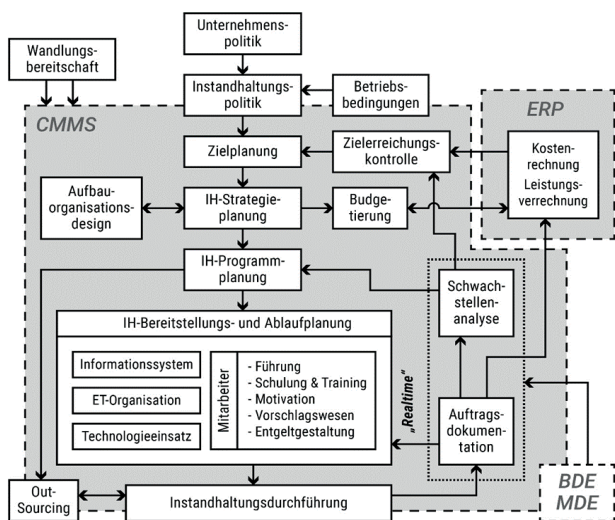 Unternehmens-
politik
Wandlungs-
bereitschaft
Instandhaltungs-
politik
Betriebs-
bedingungen
ERP
CMMS
Zielplanung
Zielerreichungs-
kontrolle
Kosten-
rechnung
Leistungs-
verrechnung
Aufbau-
organisations-
design
IH-Strategie-
planung
Budge-
tierung
IH-Programm-
planung
Schwach-
stellen-
analyse
IH-Bereitstellungs- und Ablaufplanung
Informationssystem
ET-Organisation
Technologieeinsatz
Mitarbeiter
- Führung
- Schulung & Training
- Motivation
- Vorschlagswesen
- Entgeltgestaltung
„Realtime"
Auftrags-
dokumen-
tation
BDE
MDE
Out-
Sourcing
Instandhaltungsdurchführung